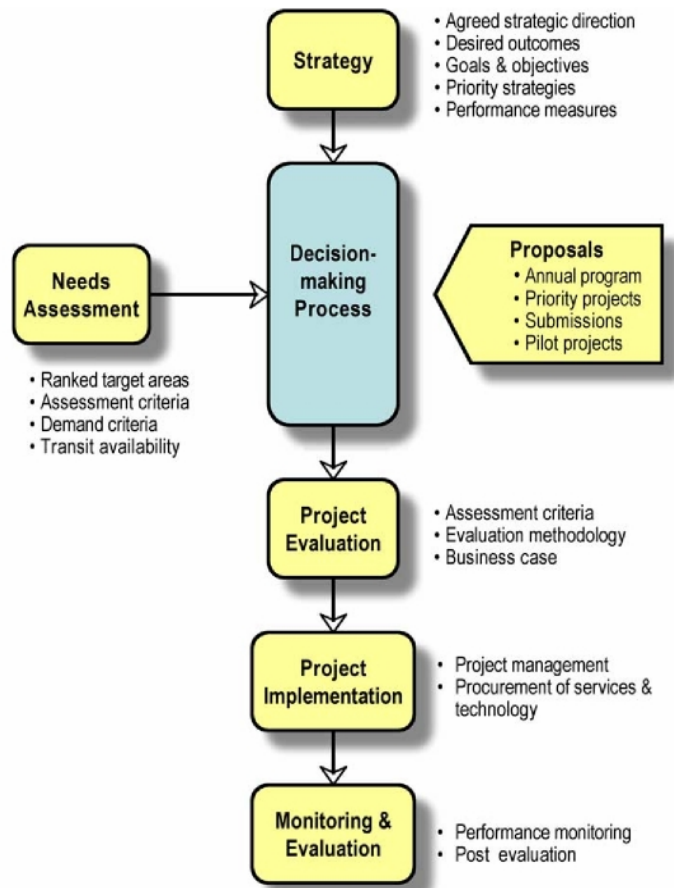 Strategy
• Agreed strategic direction
• Desired outcomes
• Goals & objectives
• Priority strategies
• Performance measures
Needs
Assessment
• Ranked target areas
• Assessment criteria
• Demand criteria
• Transit availability
Decision-
making
Process
Proposals
• Annual program
• Priority projects
• Submissions
• Pilot projects
Project
Evaluation
• Assessment criteria
• Evaluation methodology
• Business case
Project
Implementation
• Project management
• Procurement of services &
technology
Monitoring &
Evaluation
• Performance monitoring
• Post evaluation